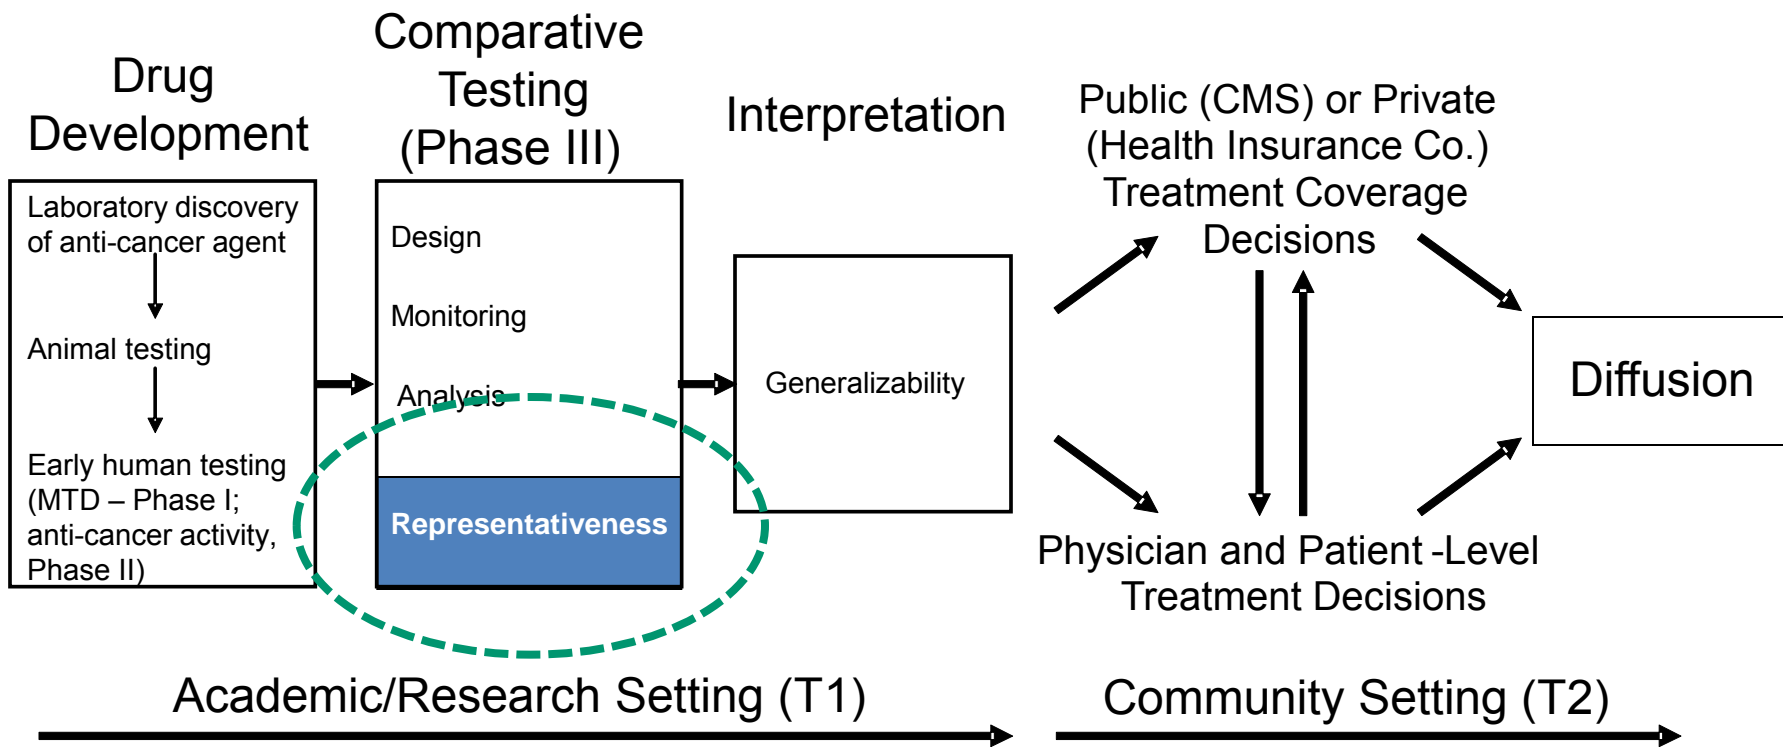 Drug
Development
Comparative
Testing
(Phase III)
Interpretation
Public (CMS) or Private
(Health Insurance Co.)
Treatment Coverage
Decisions
Laboratory discovery
of anti-cancer agent
Animal testing
Early human testing
(MTD – Phase I;
anti-cancer activity,
Phase II)
Design
Monitoring
Analysis
Representativeness
Generalizability
Physician and Patient -Level
Treatment Decisions
Diffusion
Academic/Research Setting (T1)
Community Setting (T2)